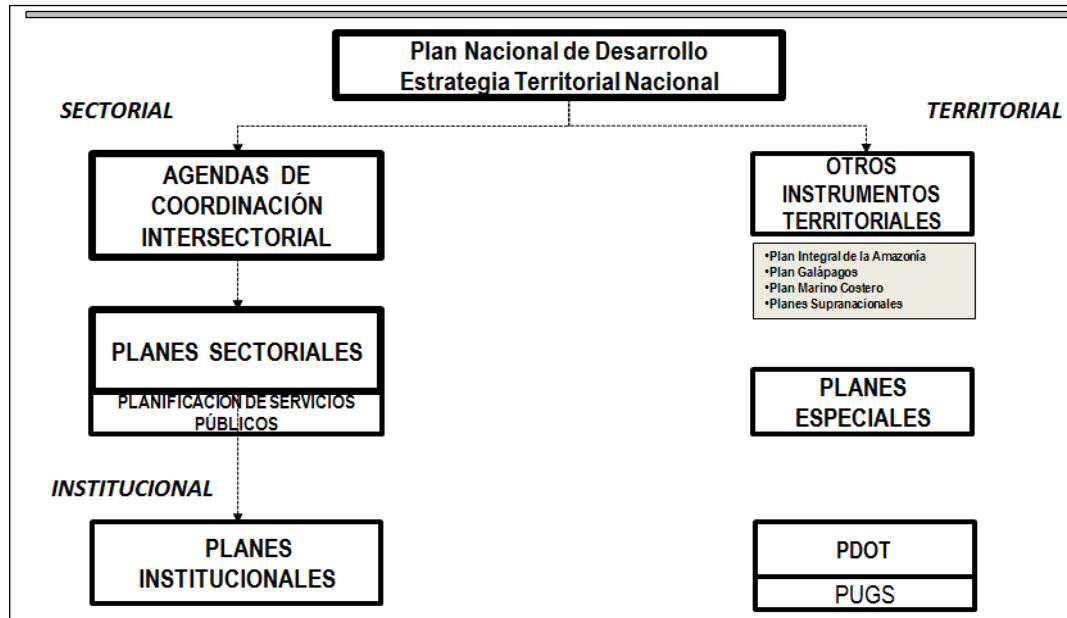 Plan Nacional de Desarrollo
Estrategia Territorial Nacional
SECTORIAL
TERRITORIAL
AGENDAS DE
COORDINACIÓN
INTERSECTORIAL
OTROS
INSTRUMENTOS
TERRITORIALES
•Plan Integral de la Amazonía
•Plan Galápagos
•Plan Marino Costero
•Planes Supranacionales
PLANES SECTORIALES
PLANIFICACIÓN DE SERVICIOS
PÚBLICOS
PLANES
ESPECIALES
INSTITUCIONAL
PLANES
INSTITUCIONALES
PDOT
PUGS